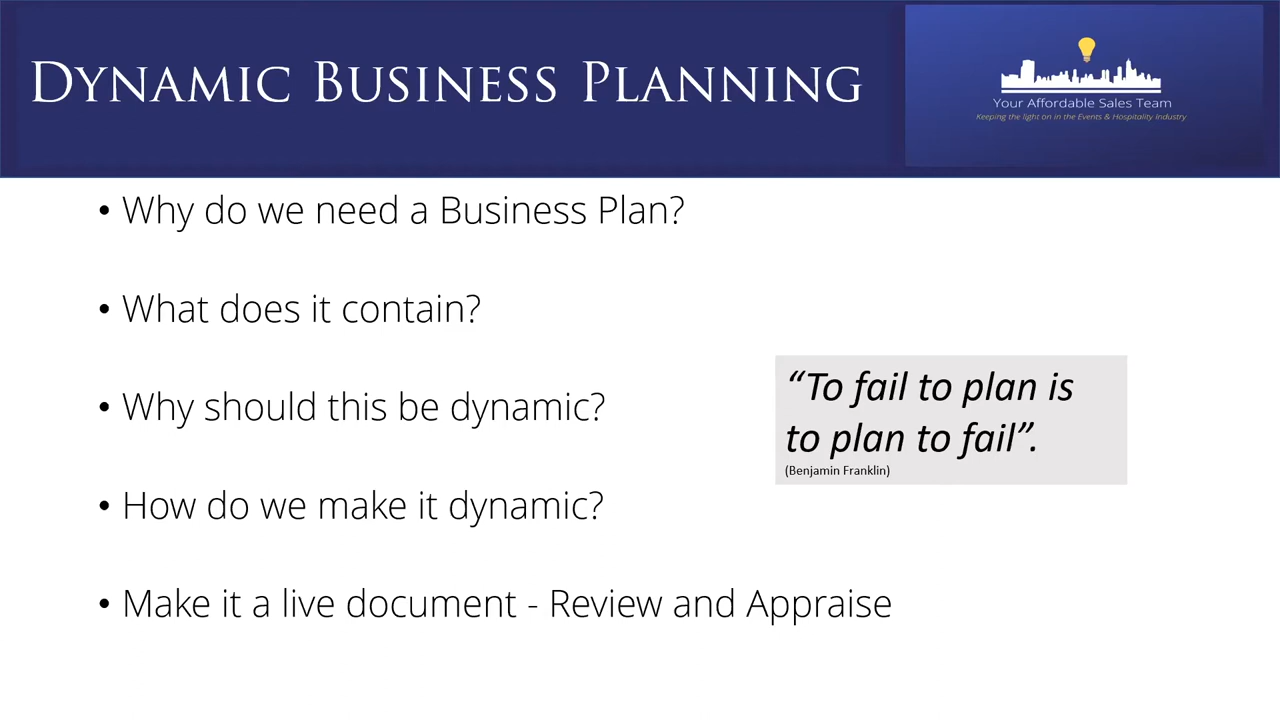 Dynamic Business Planning
Your Affordable Sales Team
Keeping the light on in the Events & Hospitality Industry
• Why do we need a Business Plan?
• What does it contain?
• Why should this be dynamic?
• How do we make it dynamic?
• Make it a live document - Review and Appraise
“To fail to plan is
to plan to fail”.
(Benjamin Franklin)